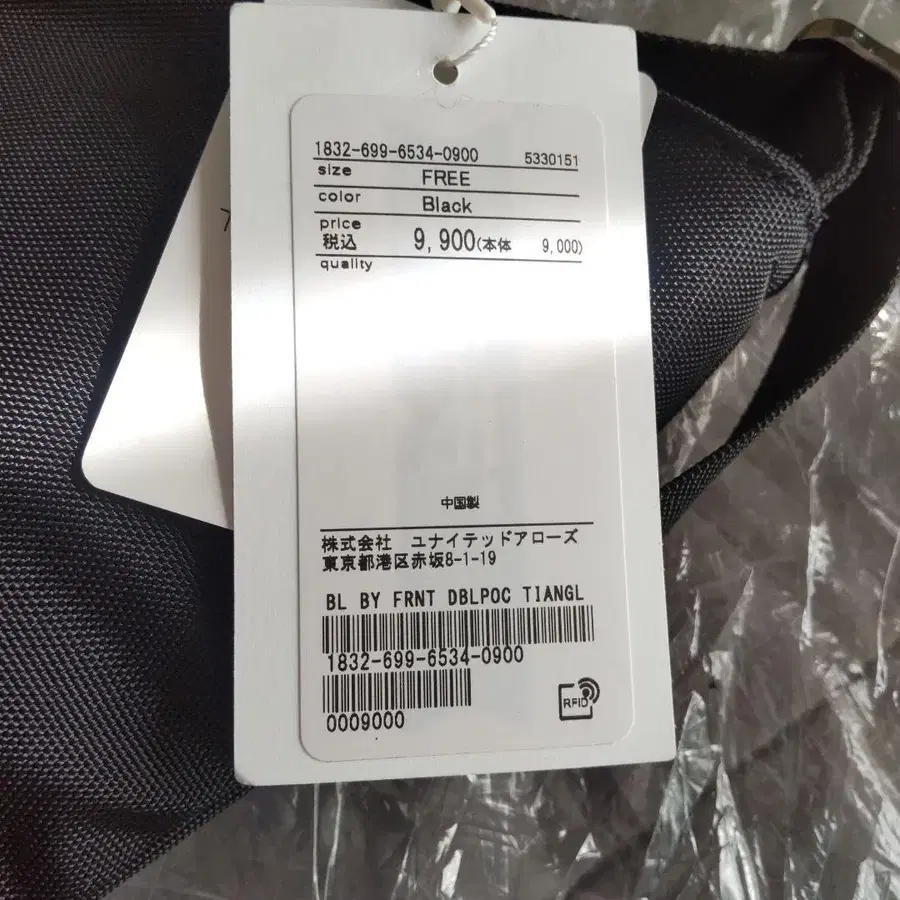 1832-699-6534-0900 5330151
size FREE
color Black
price
税込 9,900(本体 9,000)
quality
中国製
株式会社 ユナイテッドアローズ
東京都港区赤坂8-1-19
BL BY FRNT DBLPOC TIANGL
1832-699-6534-0900
0009000
RFID